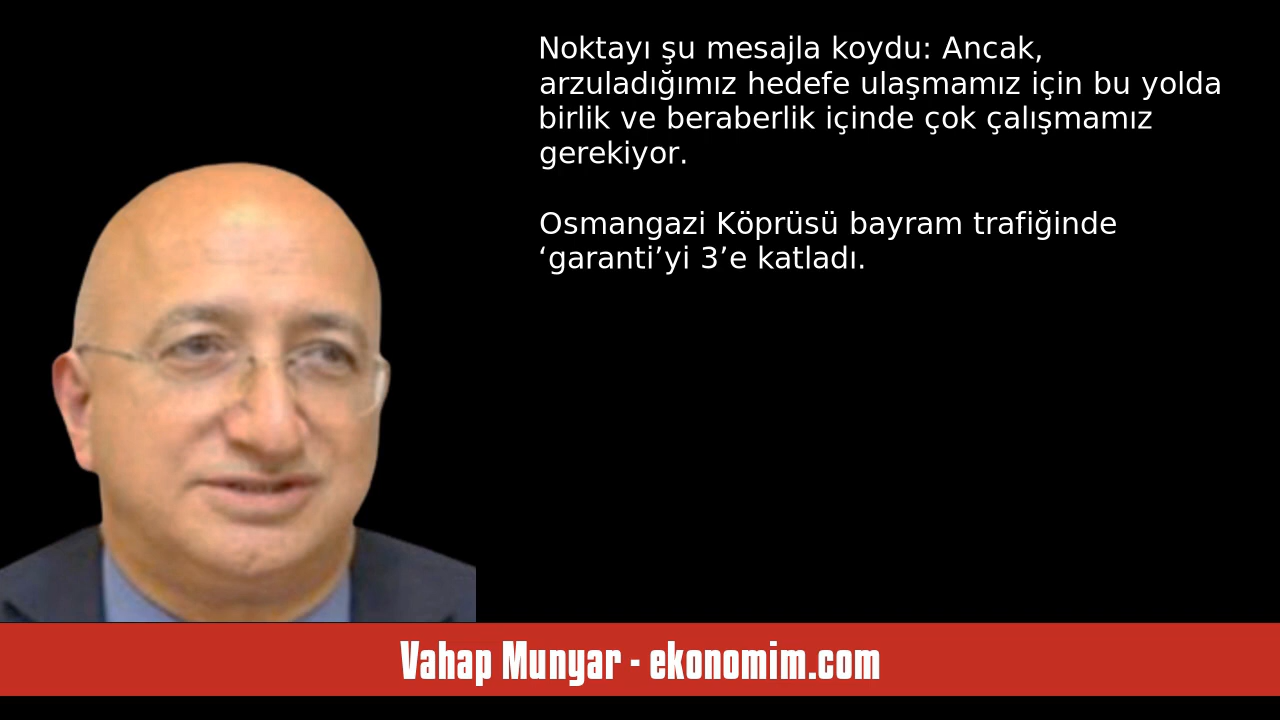 Noktayı şu mesajla koydu: Ancak,
arzuladığımız hedefe ulaşmamız için bu yolda
birlik ve beraberlik içinde çok çalışmamız
gerekiyor.
Osmangazi Köprüsü bayram trafiğinde
‘garanti’yi 3’e katladı.
Vahap Munyar - ekonomim.com